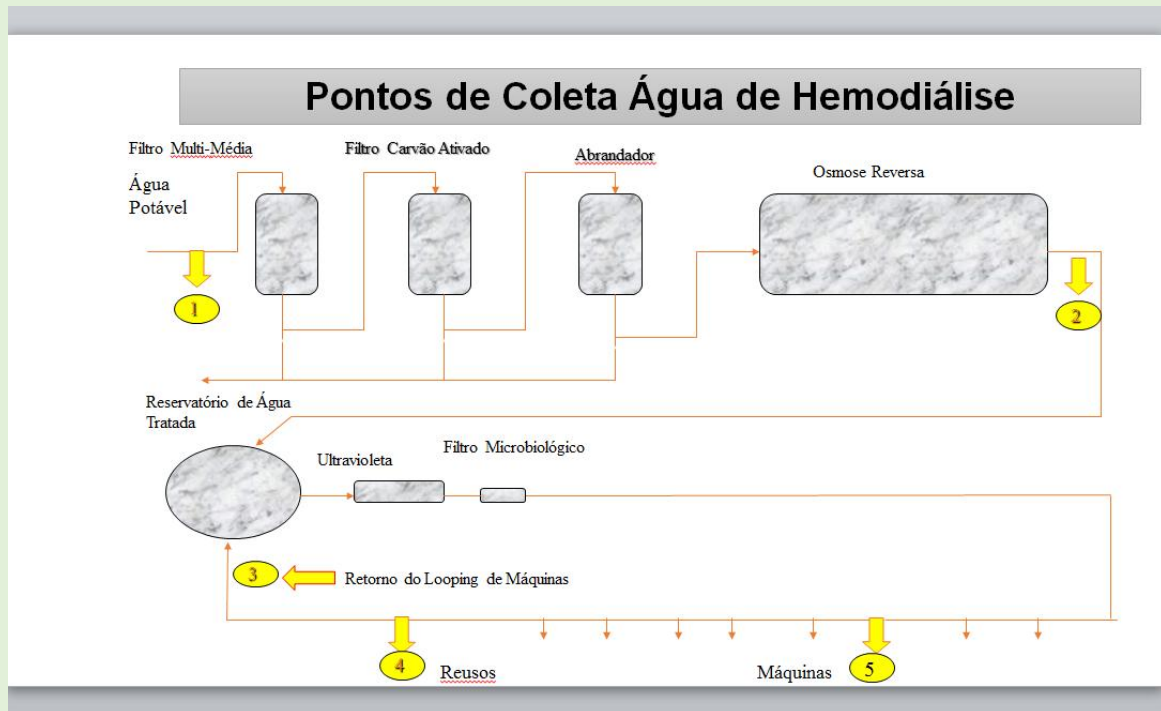 Pontos de Coleta Água de Hemodiálise
Filtro Multi-Média
Filtro Carvão Ativado
Abrandador
Osmose Reversa
Água
Potável
1
2
Reservatório de Água
Tratada
Ultravioleta
Filtro Microbiológico
3
Retorno do Looping de Máquinas
4
Reusos
Máquinas
5